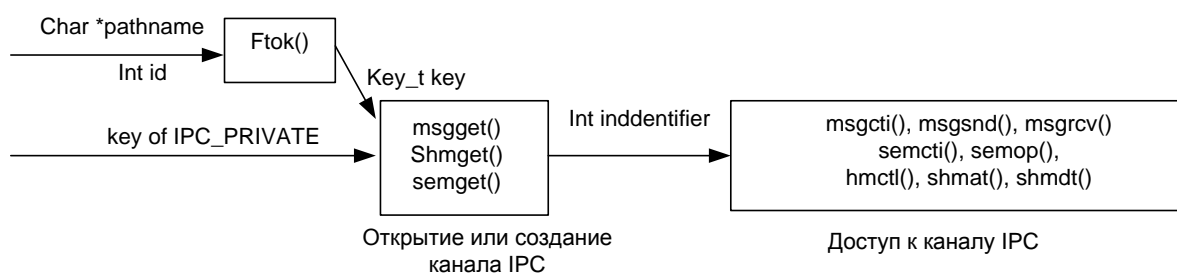 Char *pathname
Int id
Ftok()
Key_t key
key of IPC_PRIVATE
msgget()
Shmget()
semget()
Int inddentifier
msgcti(), msgsnd(), msgrcv()
semcti(), semop(),
hmctl(), shmat(), shmdt()
Открытие или создание
канала IPC
Доступ к каналу IPC